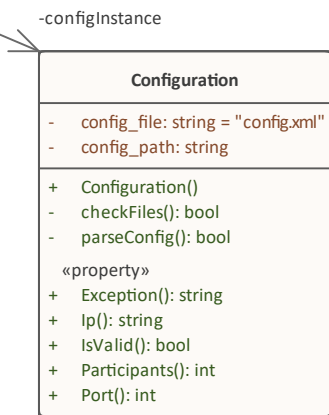 -configInstance
Configuration
- config_file: string = "config.xml"
- config_path: string
+ Configuration()
- checkFiles(): bool
- parseConfig(): bool
«property»
+ Exception(): string
+ Ip(): string
+ IsValid(): bool
+ Participants(): int
+ Port(): int